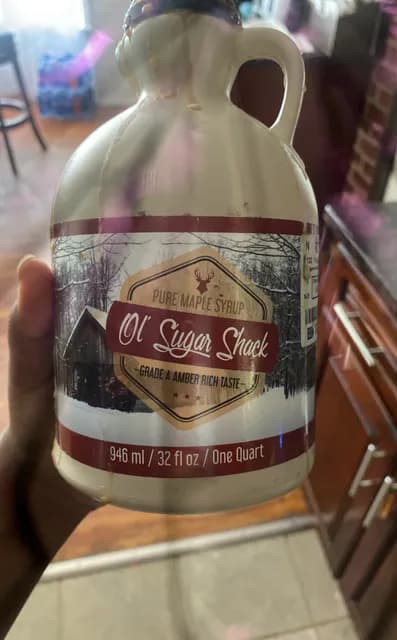 PURE MAPLE SYRUP
Ol' Sugar Shack
GRADE A AMBER RICH TASTE
946 ml / 32 fl oz / One Quart